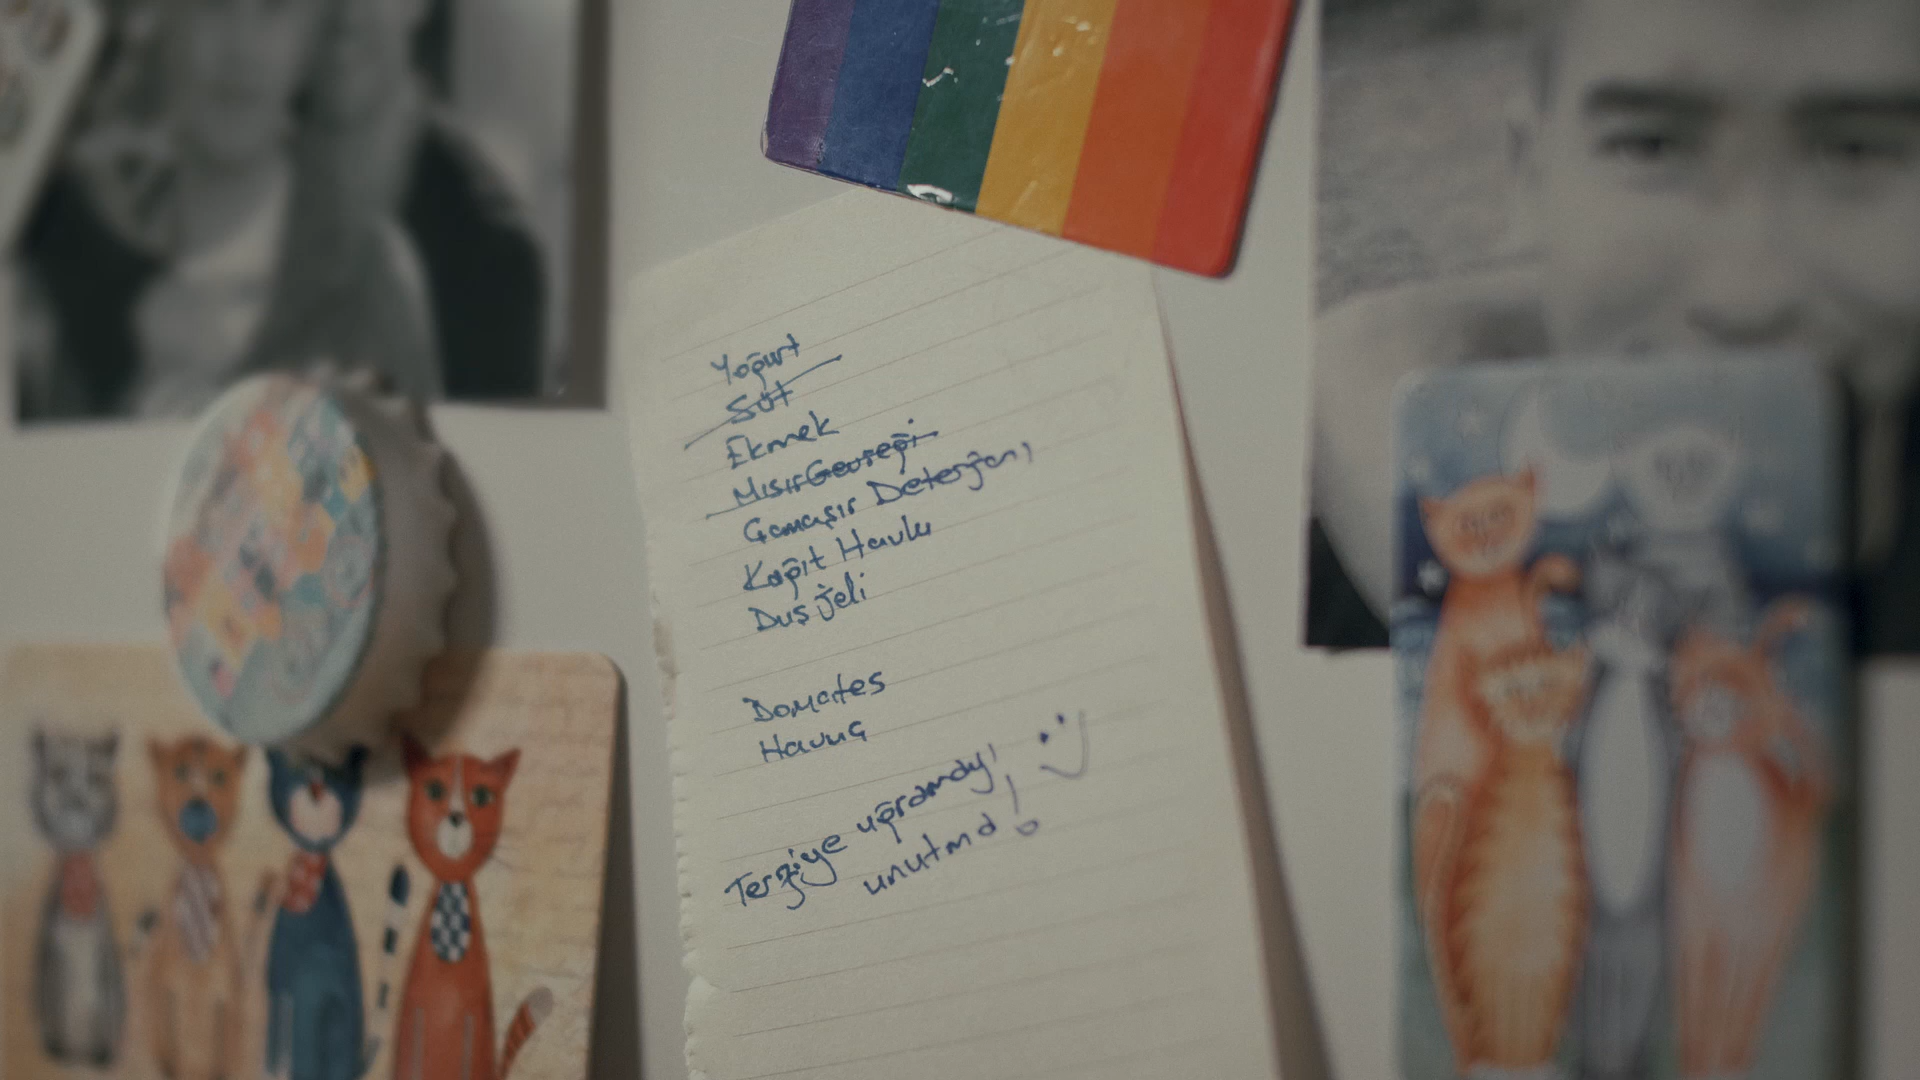 Yoğurt
Süt
Ekmek
Mısır Gevreği
Çamaşır Deterjanı
Kağıt Havlu
Duş Jeli
Domates
Havuç
Terziye uğramayı
unutma! :)